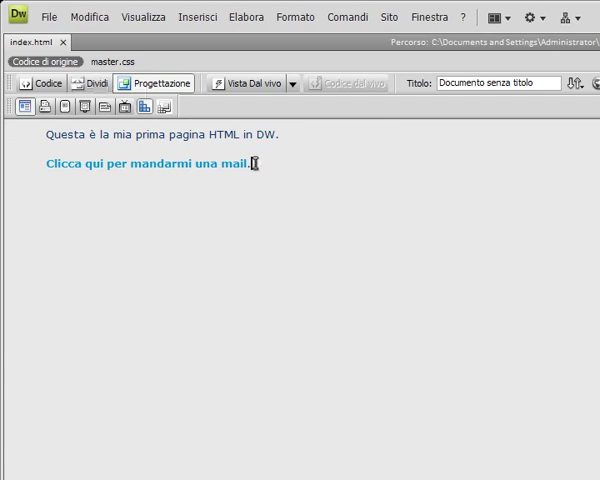 Dw File Modifica Visualizza Inserisci Elabora Formato Comandi Sito Finestra ?
index.html
Percorso: C:\Documents and Settings\Administrator\
Codice di origine master.css
Codice Dividi Progettazione Vista Dal vivo Codice dal vivo Titolo: Documento senza titolo
Questa è la mia prima pagina HTML in DW.
Clicca qui per mandarmi una mail.